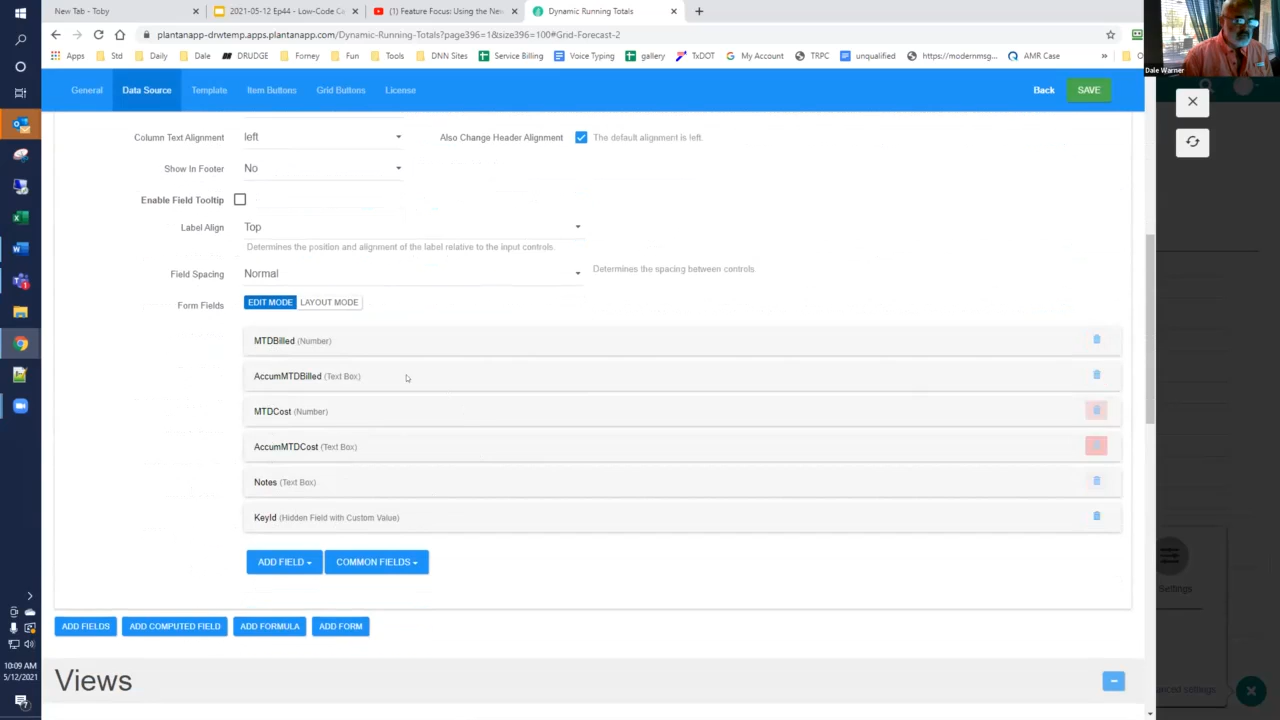 New Tab - Toby
2021-05-12 Ep44 - Low-Code Ci
(1) Feature Focus: Using the Ne
Dynamic Running Totals
plantanapp-drwtemp.apps.plantanapp.com/Dynamic-Running-Totals?page396=1&size396=100#Grid-Forecast-2
Apps
Std
Daily
Dale
DRUDGE
Forney
Fun
Tools
DNN Sites
Service Billing
Voice Typing
gallery
TxDOT
My Account
TRPC
unqualified
https://modernmsg...
AMR Case
Dale Warner
General
Data Source
Template
Item Buttons
Grid Buttons
License
Back
SAVE
Column Text Alignment
left
Also Change Header Alignment
The default alignment is left.
Show In Footer
No
Enable Field Tooltip
Label Align
Top
Determines the position and alignment of the label relative to the input controls.
Field Spacing
Normal
Determines the spacing between controls.
Form Fields
EDIT MODE
LAYOUT MODE
MTDBilled (Number)
AccumMTDBilled (Text Box)
MTDCost (Number)
AccumMTDCost (Text Box)
Notes (Text Box)
KeyId (Hidden Field with Custom Value)
ADD FIELD
COMMON FIELDS
ADD FIELDS
ADD COMPUTED FIELD
ADD FORMULA
ADD FORM
Views
Settings
anced settings
10:09 AM
5/12/2021